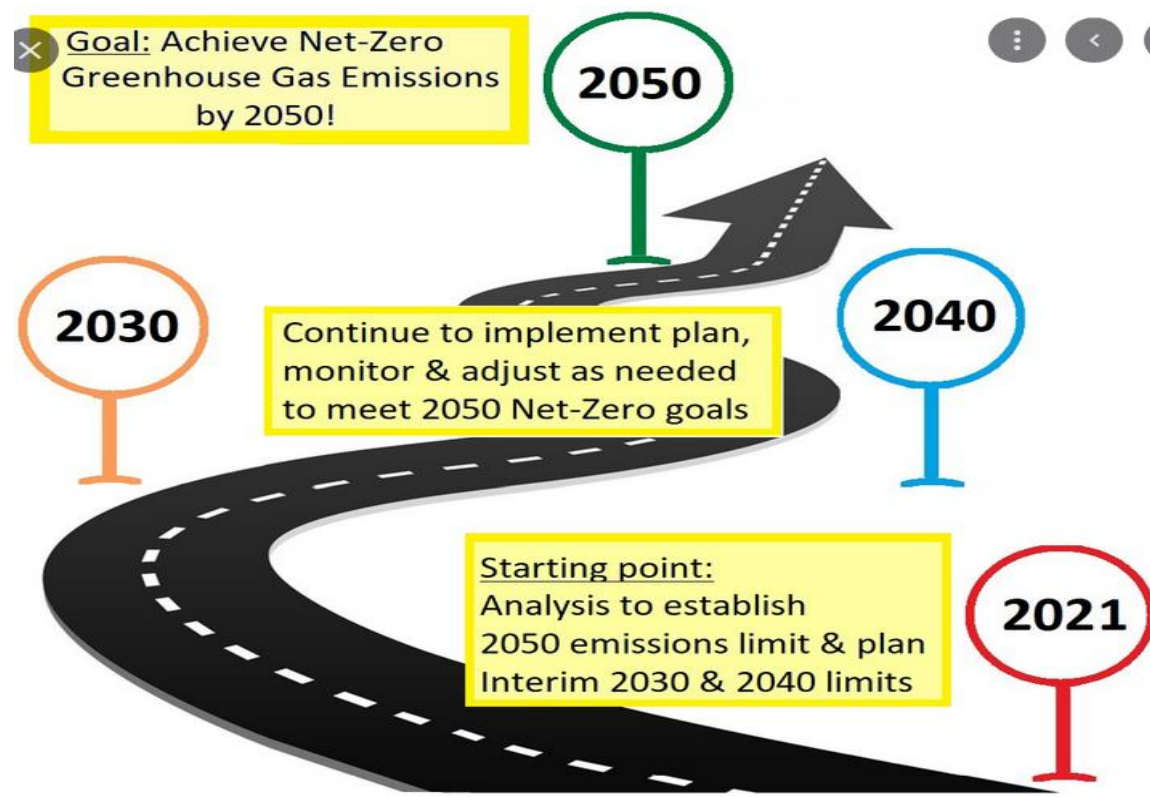 Goal: Achieve Net-Zero
Greenhouse Gas Emissions
by 2050!
2050
2030
2040
Continue to implement plan,
monitor & adjust as needed
to meet 2050 Net-Zero goals
Starting point:
Analysis to establish
2050 emissions limit & plan
Interim 2030 & 2040 limits
2021